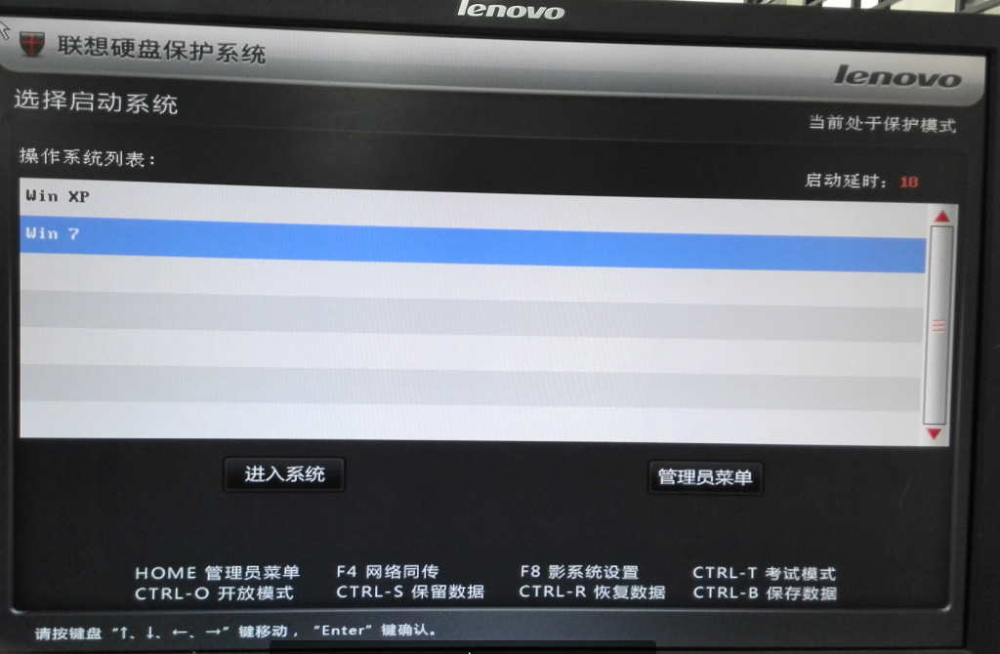 lenovo
联想硬盘保护系统
lenovo
选择启动系统
当前处于保护模式
操作系统列表：
启动延时： 18
Win XP
Win 7
进入系统
管理员菜单
HOME 管理员菜单 F4 网络同传 F8 影系统设置 CTRL-T 考试模式
CTRL-O 开放模式 CTRL-S 保留数据 CTRL-R 恢复数据 CTRL-B 保存数据
请按键盘 “↑、↓、←、→” 键移动， “Enter” 键确认。